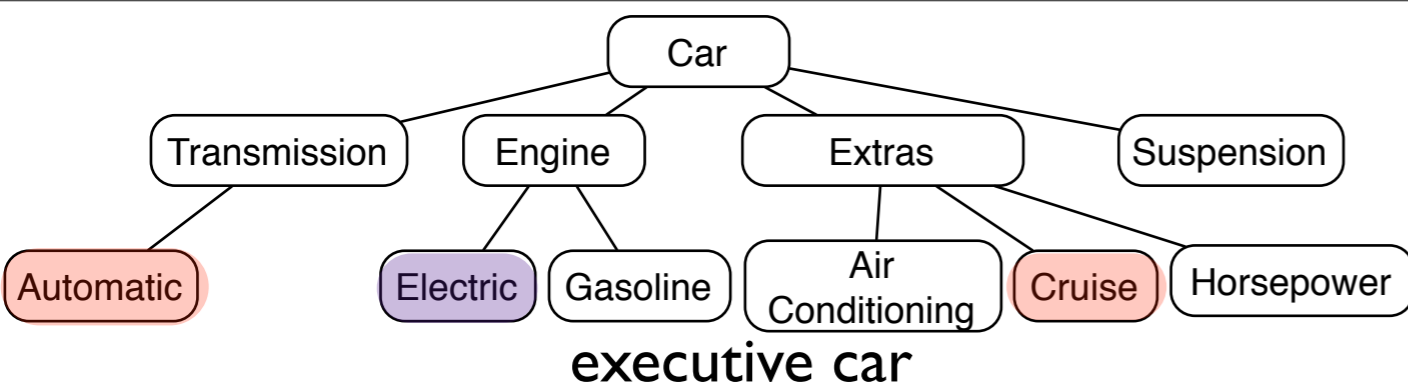 Car
Transmission
Engine
Extras
Suspension
Automatic
Electric
Gasoline
Air
Conditioning
Cruise
Horsepower
executive car